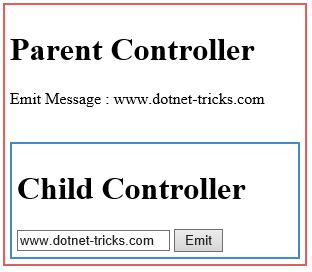 Parent Controller
Emit Message : www.dotnet-tricks.com
Child Controller
www.dotnet-tricks.com Emit